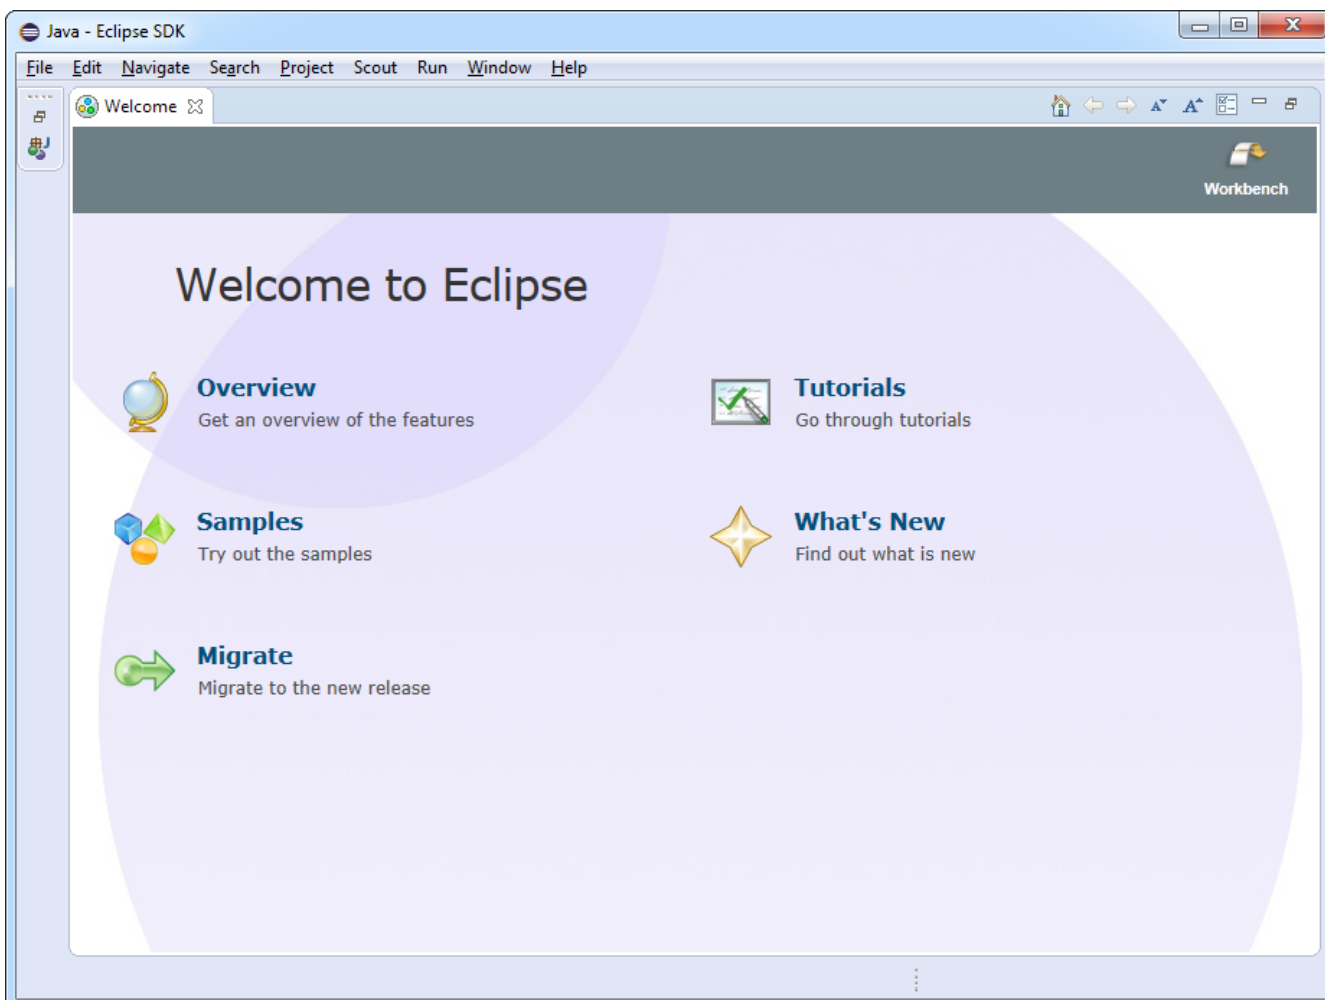 Java - Eclipse SDK
File Edit Navigate Search Project Scout Run Window Help
Welcome
Workbench
Welcome to Eclipse
Overview
Get an overview of the features
Tutorials
Go through tutorials
Samples
Try out the samples
What's New
Find out what is new
Migrate
Migrate to the new release